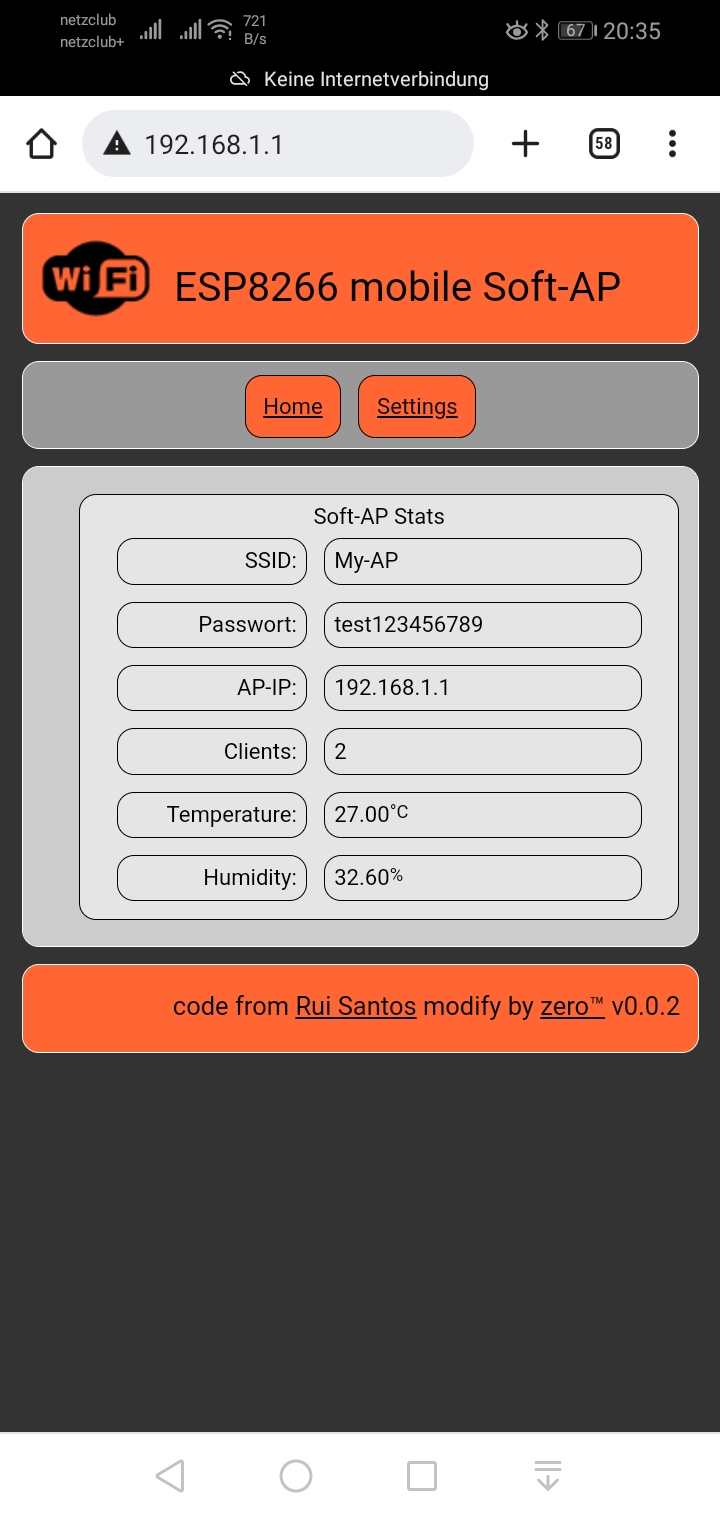 netzclub
netzclub+
721
B/s
67
20:35
Keine Internetverbindung
192.168.1.1
58
Wi Fi
ESP8266 mobile Soft-AP
Home Settings
Soft-AP Stats
SSID: My-AP
Passwort: test123456789
AP-IP: 192.168.1.1
Clients: 2
Temperature: 27.00°C
Humidity: 32.60%
code from Rui Santos modify by zero™ v0.0.2